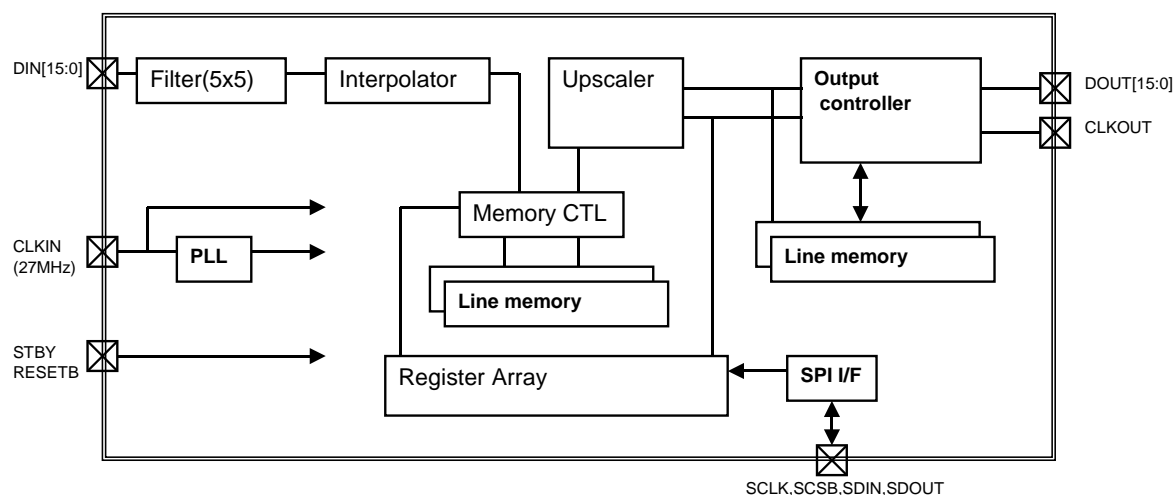 DIN[15:0]
Filter(5x5)
Interpolator
Upscaler
Output
controller
DOUT[15:0]
CLKOUT
Memory CTL
CLKIN
(27MHz)
PLL
Line memory
Line memory
STBY
RESETB
Register Array
SPI I/F
SCLK,SCSB,SDIN,SDOUT